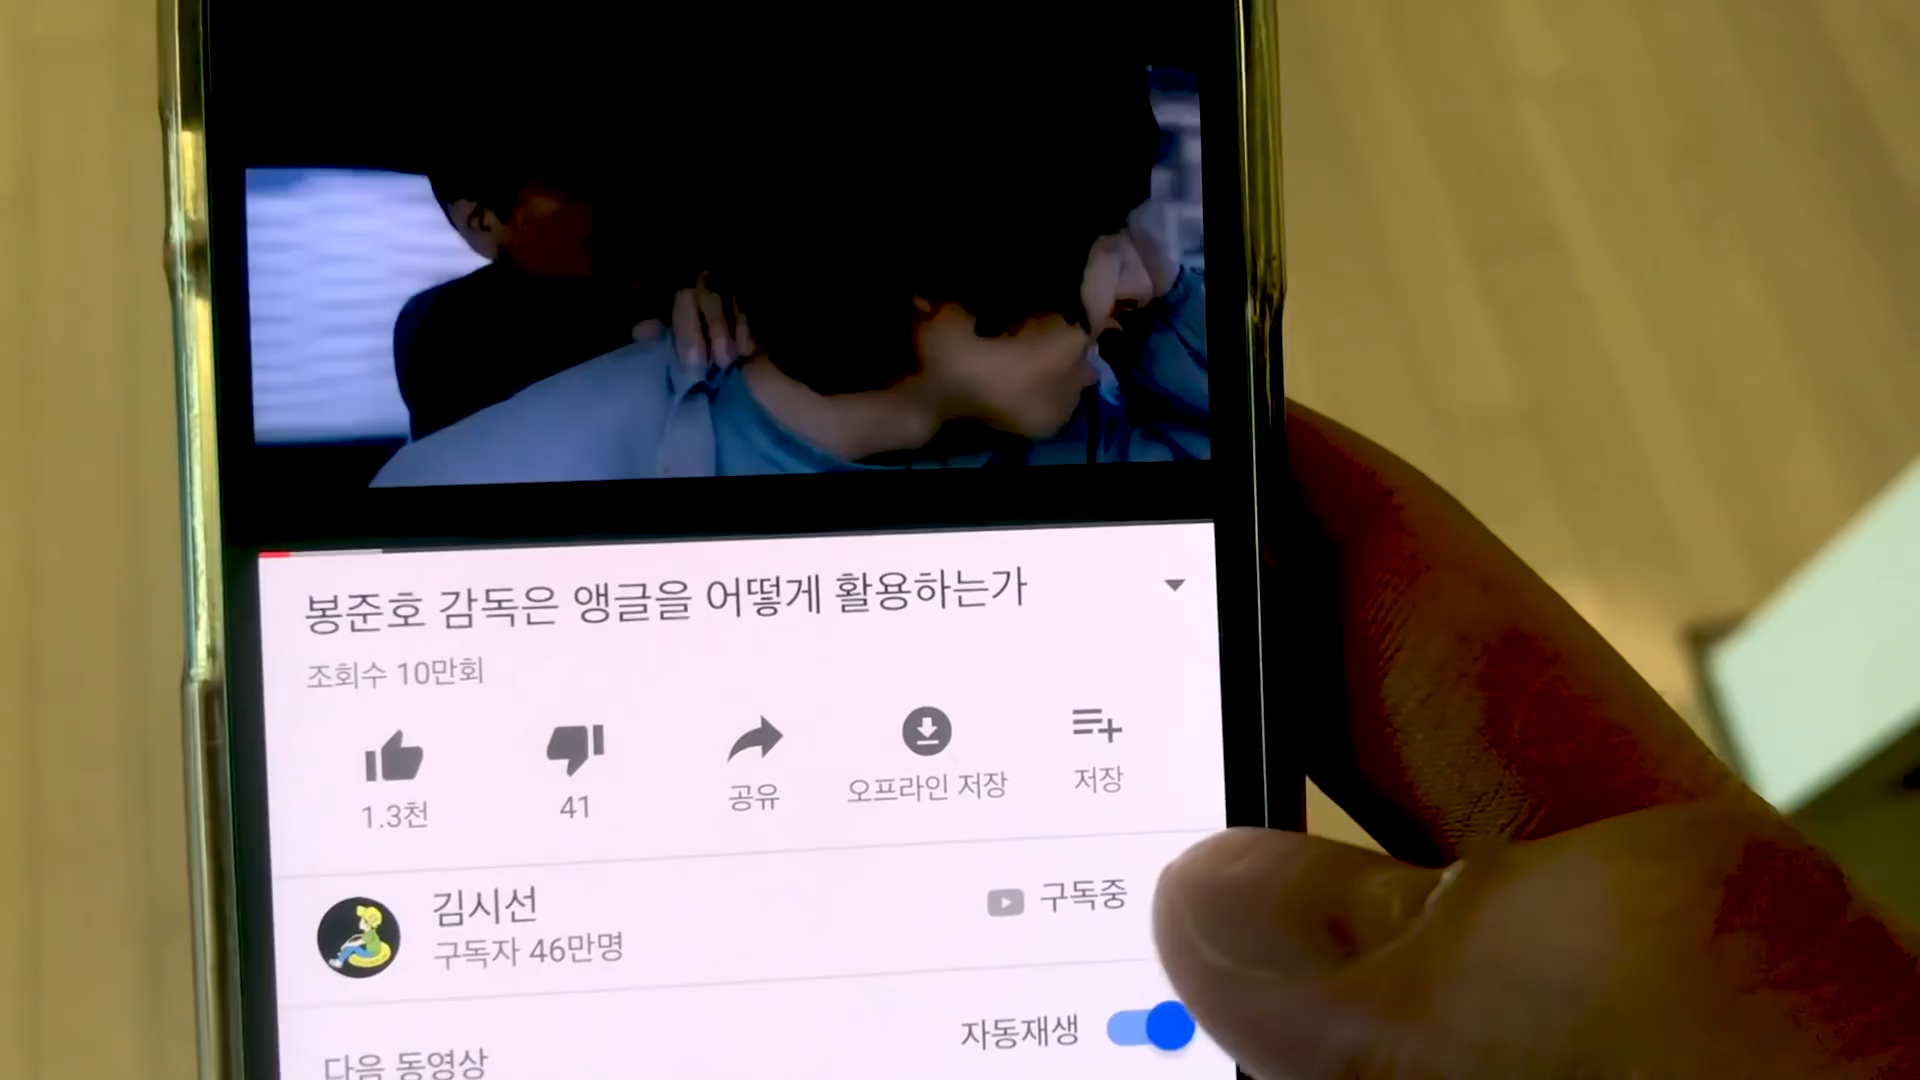 봉준호 감독은 앵글을 어떻게 활용하는가
조회수 10만회
1.3천
41
공유
오프라인 저장
저장
김시선
구독자 46만명
구독중
자동재생
다음 동영상